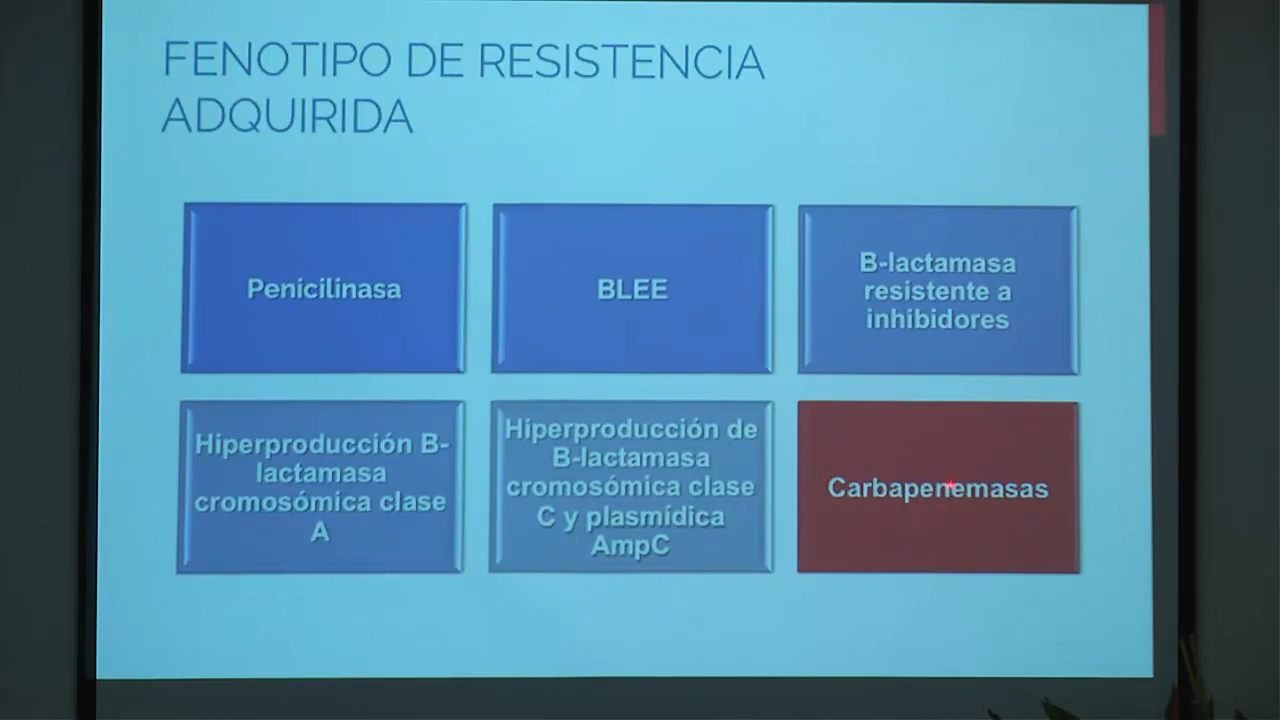 FENOTIPO DE RESISTENCIA
ADQUIRIDA
Penicilinasa
BLEE
B-lactamasa
resistente a
inhibidores
Hiperproducción B-
lactamasa
cromosómica clase
A
Hiperproducción de
B-lactamasa
cromosómica clase
C y plasmídica
AmpC
Carbapenemasas